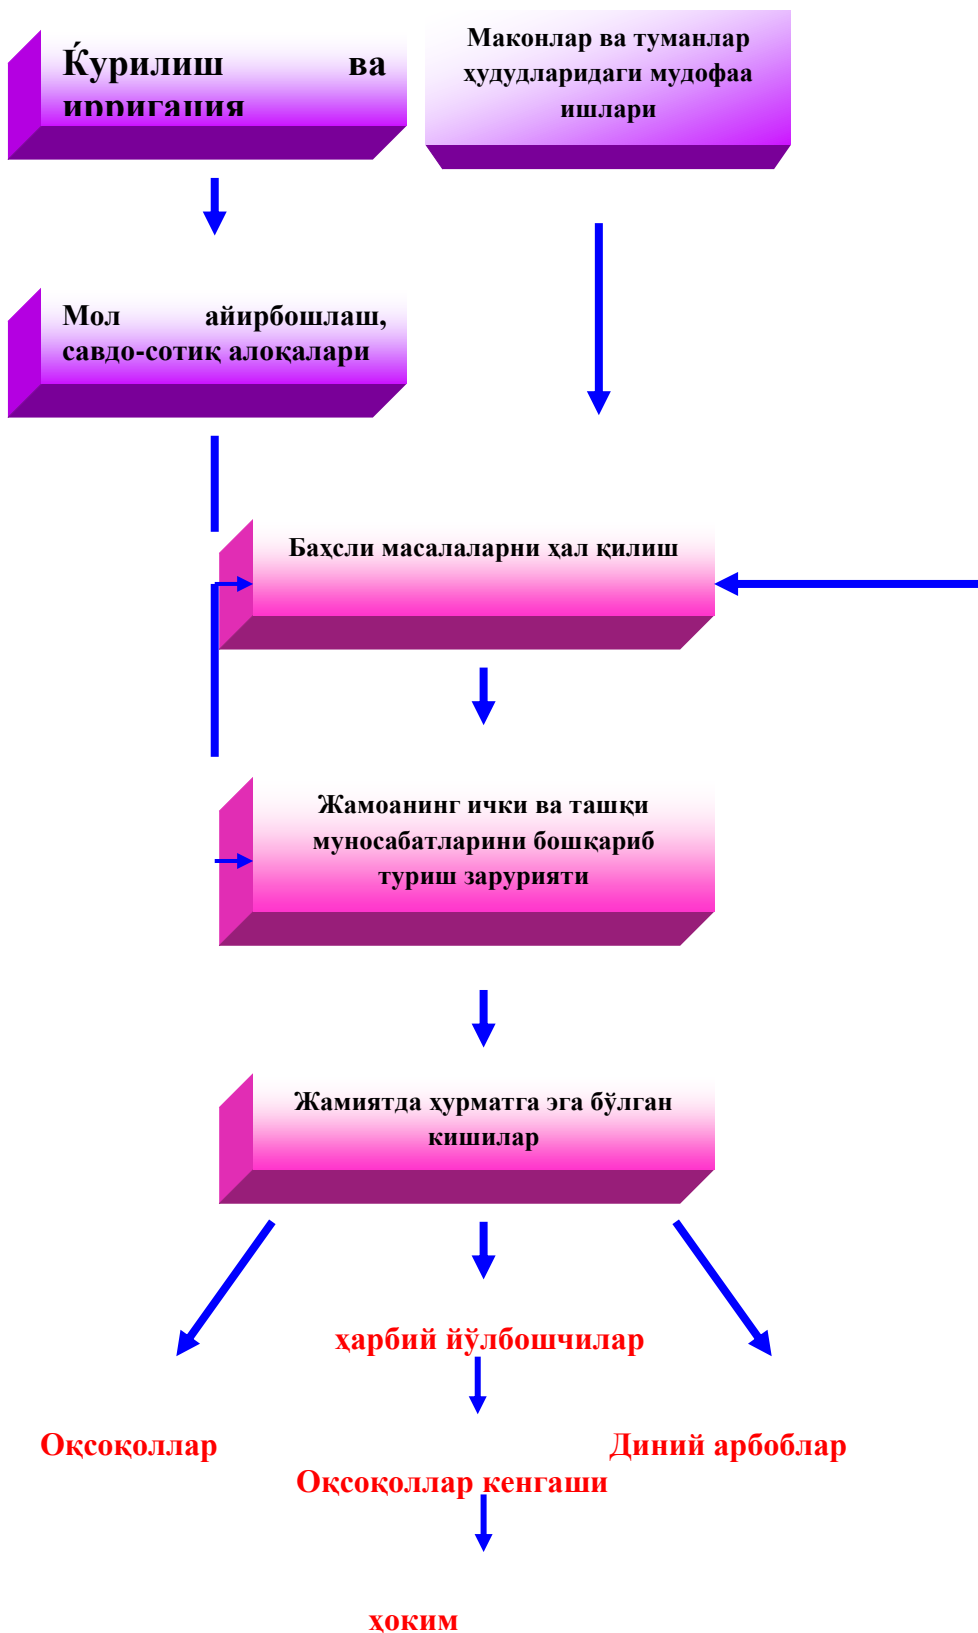 Ќурилиш ва
ирригация
Маконлар ва туманлар
ҳудудларидаги мудофаа
ишлари
Мол айирбошлаш,
савдо-сотиқ алоқалари
Баҳсли масалаларни ҳал қилиш
Жамоанинг ички ва ташқи
муносабатларини бошқариб
туриш зарурияти
Жамиятда ҳурматга эга бўлган
кишилар
ҳарбий йўлбошчилар
Оқсоқоллар
Диний арбоблар
Оқсоқоллар кенгаши
ҳоким